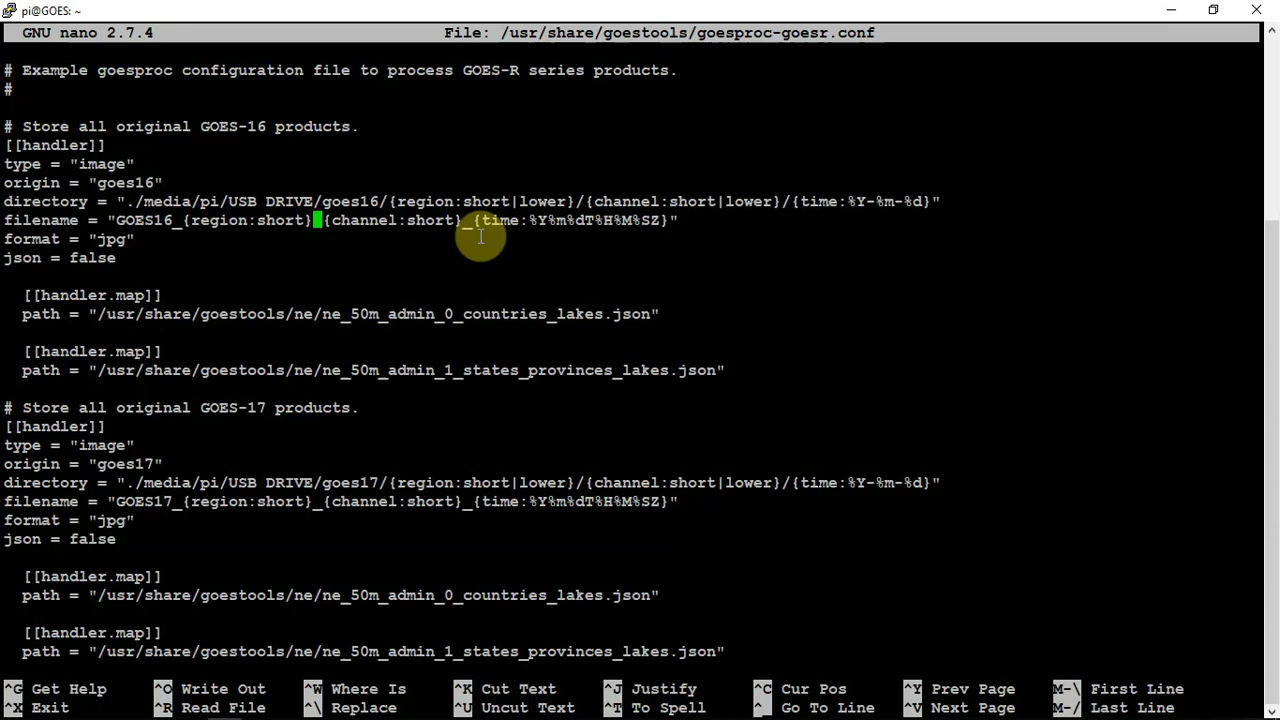 pi@GOES: ~
GNU nano 2.7.4 File: /usr/share/goestools/goesproc-goesr.conf
# Example goesproc configuration file to process GOES-R series products.
#
# Store all original GOES-16 products.
[[handler]]
type = "image"
origin = "goes16"
directory = "./media/pi/USB DRIVE/goes16/{region:short|lower}/{channel:short|lower}/{time:%Y-%m-%d}"
filename = "GOES16_{region:short}_{channel:short}_{time:%Y%m%dT%H%M%SZ}"
format = "jpg"
json = false
[[handler.map]]
path = "/usr/share/goestools/ne/ne_50m_admin_0_countries_lakes.json"
[[handler.map]]
path = "/usr/share/goestools/ne/ne_50m_admin_1_states_provinces_lakes.json"
# Store all original GOES-17 products.
[[handler]]
type = "image"
origin = "goes17"
directory = "./media/pi/USB DRIVE/goes17/{region:short|lower}/{channel:short|lower}/{time:%Y-%m-%d}"
filename = "GOES17_{region:short}_{channel:short}_{time:%Y%m%dT%H%M%SZ}"
format = "jpg"
json = false
[[handler.map]]
path = "/usr/share/goestools/ne/ne_50m_admin_0_countries_lakes.json"
[[handler.map]]
path = "/usr/share/goestools/ne/ne_50m_admin_1_states_provinces_lakes.json"
^G Get Help ^O Write Out ^W Where Is ^K Cut Text ^J Justify ^C Cur Pos ^Y Prev Page M-\ First Line
^X Exit ^R Read File ^\ Replace ^U Uncut Text ^T To Spell ^_ Go To Line ^V Next Page M-/ Last Line